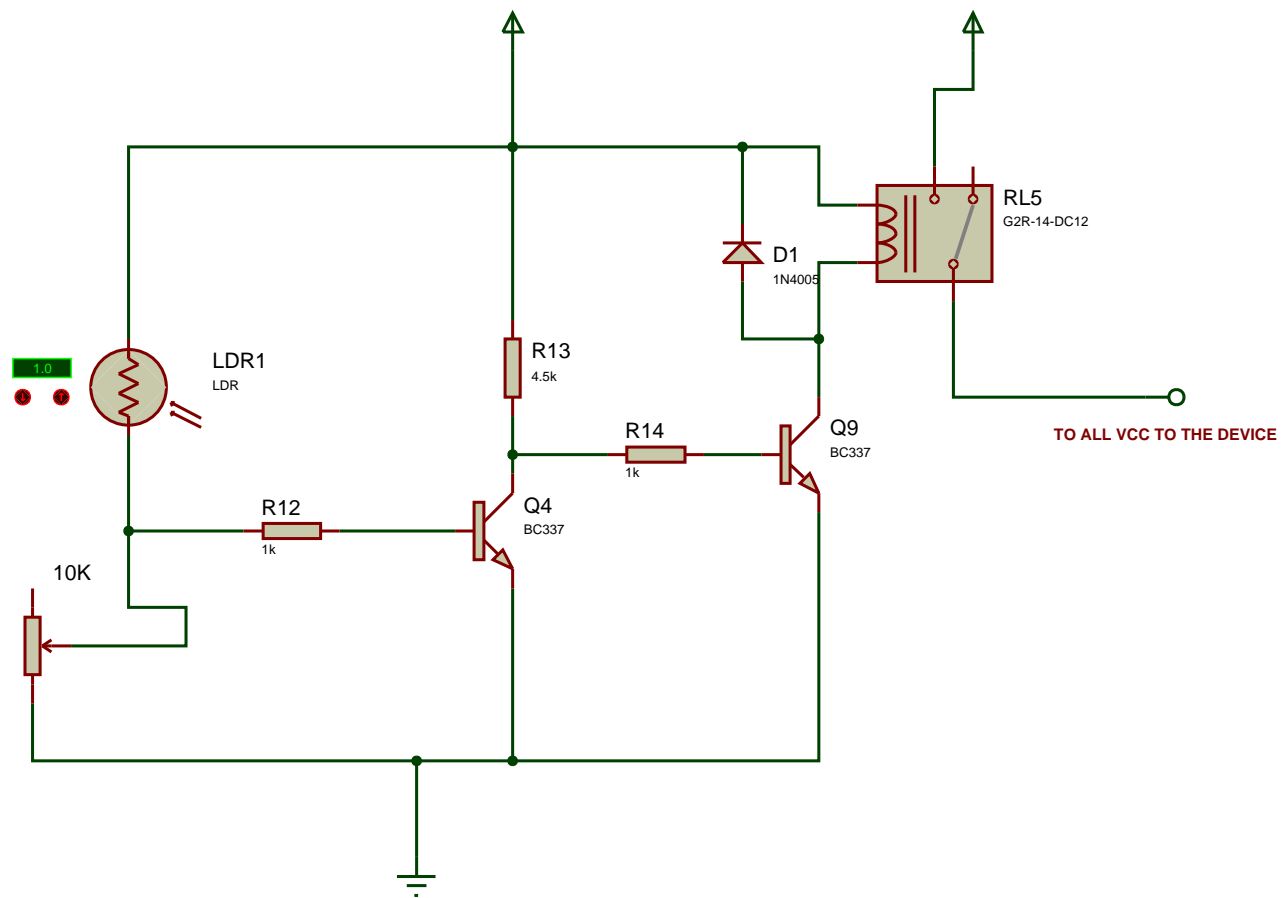 RL5
G2R-14-DC12
D1
1N4005
LDR1
LDR
1.0
R13
4.5k
R14
1k
Q9
BC337
TO ALL VCC TO THE DEVICE
R12
1k
Q4
BC337
10K